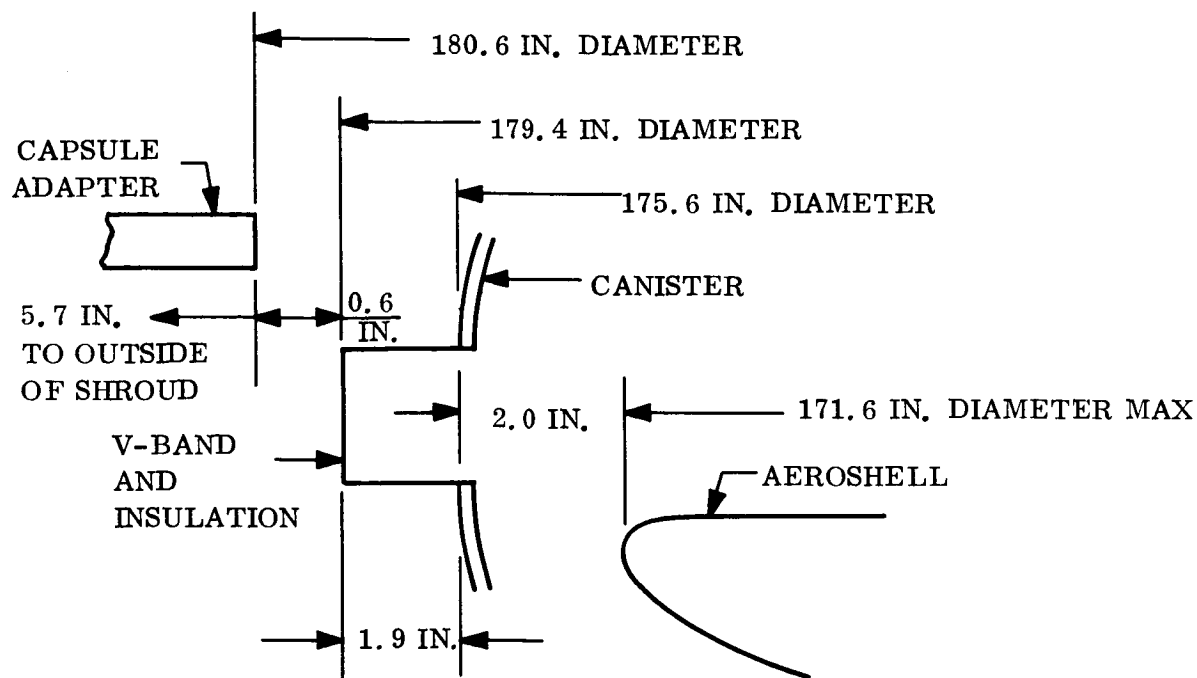 180.6 IN. DIAMETER
179.4 IN. DIAMETER
CAPSULE
ADAPTER
175.6 IN. DIAMETER
CANISTER
5.7 IN.
TO OUTSIDE
OF SHROUD
0.6
IN.
2.0 IN.
171.6 IN. DIAMETER MAX
V-BAND
AND
INSULATION
AEROSHELL
1.9 IN.